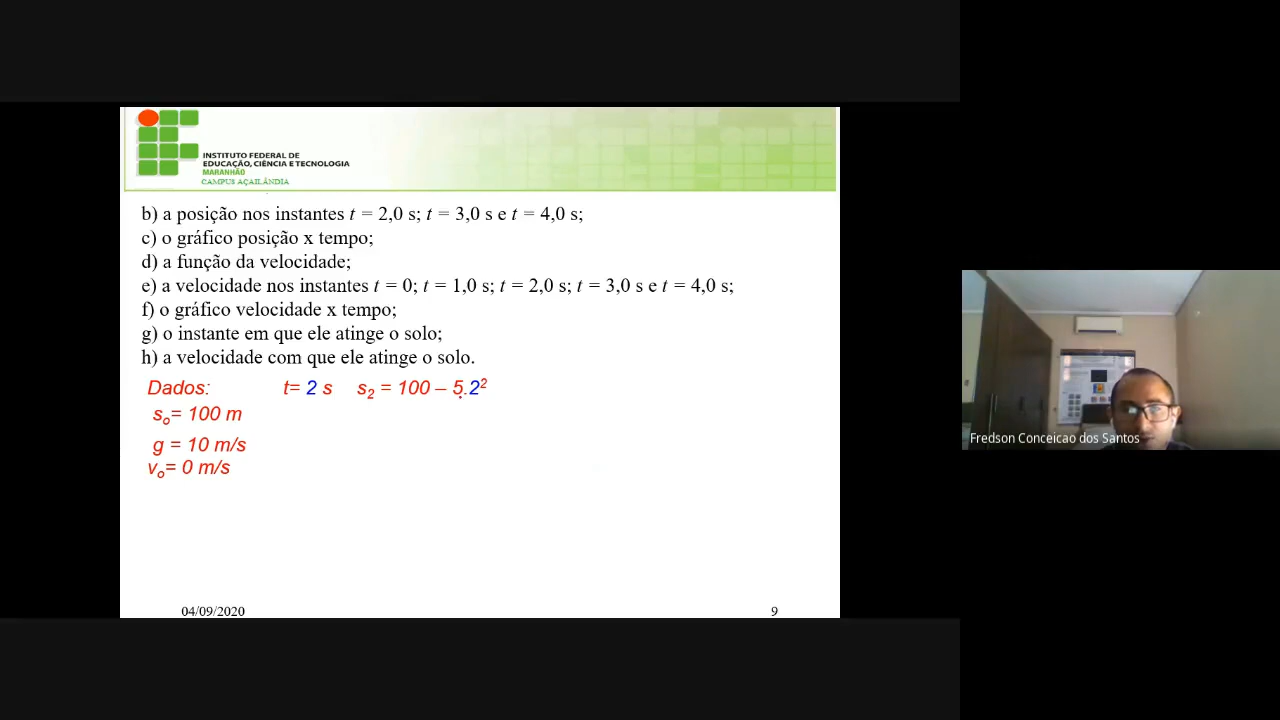 INSTITUTO FEDERAL DE
EDUCAÇÃO, CIÊNCIA E TECNOLOGIA
MARANHÃO
CAMPUS AÇAILÂNDIA
b) a posição nos instantes t = 2,0 s; t = 3,0 s e t = 4,0 s;
c) o gráfico posição x tempo;
d) a função da velocidade;
e) a velocidade nos instantes t = 0; t = 1,0 s; t = 2,0 s; t = 3,0 s e t = 4,0 s;
f) o gráfico velocidade x tempo;
g) o instante em que ele atinge o solo;
h) a velocidade com que ele atinge o solo.
Dados: t= 2 s s₂ = 100 – 5.2²
sₒ= 100 m
g = 10 m/s
vₒ= 0 m/s
04/09/2020 9
Fredson Conceicao dos Santos